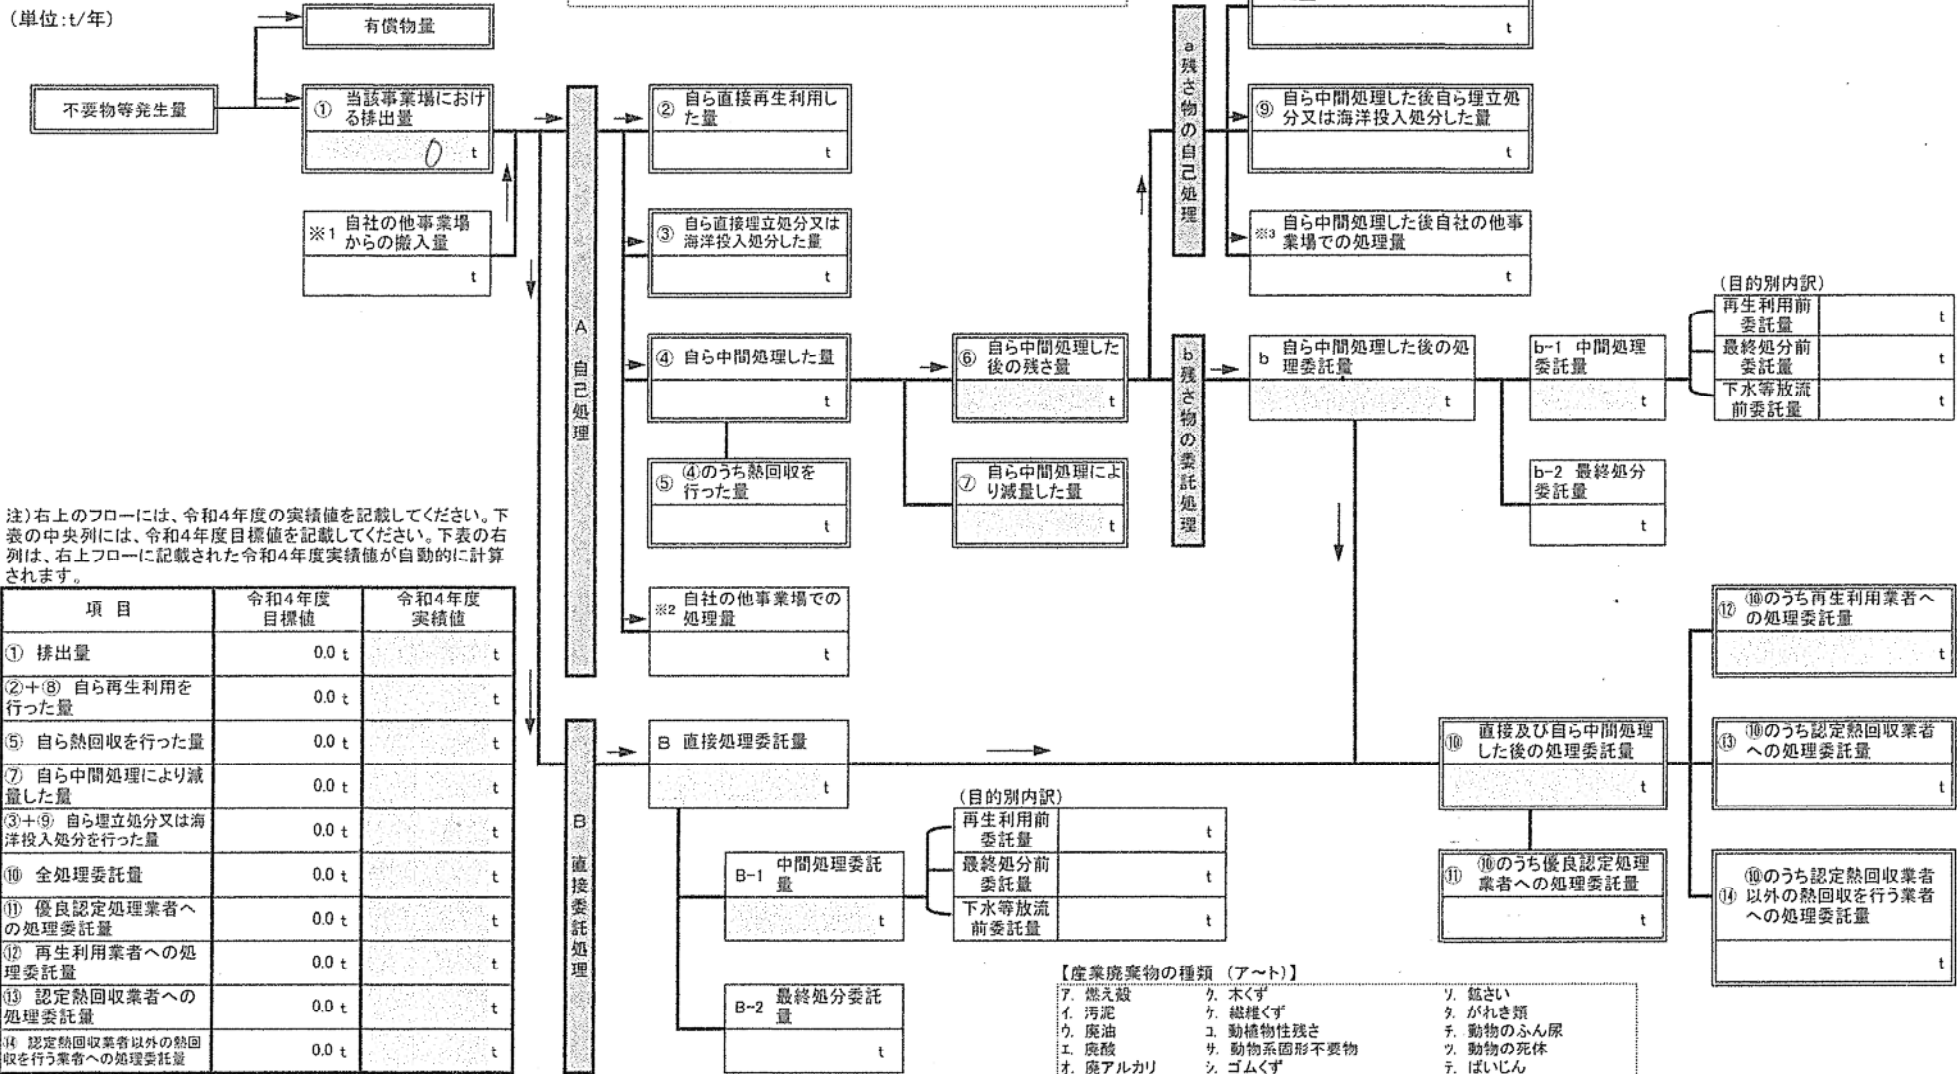 (単位:t/年)
有償物量
不要物等発生量
① 当該事業場におけ
る排出量
0 t
※1 自社の他事業場
からの搬入量
t
A 自己処理
② 自ら直接再生利用し
た量
t
③ 自ら直接埋立処分又は
海洋投入処分した量
t
④ 自ら中間処理した量
t
⑤ ④のうち熱回収を
行った量
t
※2 自社の他事業場での
処理量
t
⑥ 自ら中間処理した
後の残さ量
t
⑦ 自ら中間処理によ
り減量した量
t
a 残さ物の自己処理
t
⑨ 自ら中間処理した後自ら埋立処
分又は海洋投入処分した量
t
※3 自ら中間処理した後自社の他事
業場での処理量
t
b 残さ物の委託処理
b 自ら中間処理した後の処
理委託量
t
b-1 中間処理
委託量
t
b-2 最終処分
委託量
t
(目的別内訳)
再生利用前
委託量 t
最終処分前
委託量 t
下水等放流
前委託量 t
注)右上のフローには、令和4年度の実績値を記載してください。下
表の中央列には、令和4年度目標値を記載してください。下表の右
列は、右上フローに記載された令和4年度実績値が自動的に計算
されます。
項 目 令和4年度
目標値 令和4年度
実績値
① 排出量 0.0 t t
②+⑧ 自ら再生利用を
行った量 0.0 t t
⑤ 自ら熱回収を行った量 0.0 t t
⑦ 自ら中間処理により減
量した量 0.0 t t
③+⑨ 自ら埋立処分又は海
洋投入処分を行った量 0.0 t t
⑩ 全処理委託量 0.0 t t
⑪ 優良認定処理業者へ
の処理委託量 0.0 t t
⑫ 再生利用業者への処
理委託量 0.0 t t
⑬ 認定熱回収業者への
処理委託量 0.0 t t
⑭ 認定熱回収業者以外の熱回
収を行う業者への処理委託量 0.0 t t
B 直接委託処理
B 直接処理委託量
t
B-1 中間処理委託
量
t
B-2 最終処分委託
量
t
(目的別内訳)
再生利用前
委託量 t
最終処分前
委託量 t
下水等放流
前委託量 t
⑩ 直接及び自ら中間処理
した後の処理委託量
t
⑪ ⑩のうち優良認定処理
業者への処理委託量
t
⑫ ⑩のうち再生利用業者へ
の処理委託量
t
⑬ ⑩のうち認定熱回収業者
への処理委託量
t
⑭ ⑩のうち認定熱回収業者
以外の熱回収を行う業者
への処理委託量
t
【産業廃棄物の種類 (ア~ト)】
ア. 燃え殻 ク. 木くず ソ. 鉱さい
イ. 汚泥 ケ. 繊維くず タ. がれき類
ウ. 廃油 コ. 動植物性残さ チ. 動物のふん尿
エ. 廃酸 サ. 動物系固形不要物 ツ. 動物の死体
オ. 廃アルカリ シ. ゴムくず テ. ばいじん